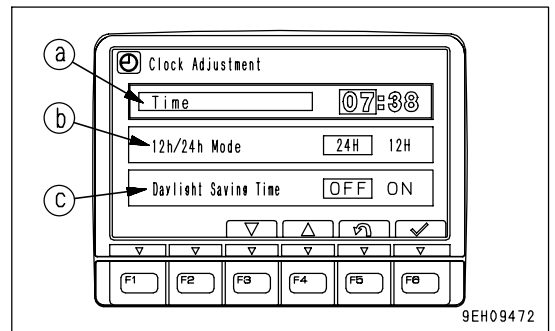 a
Clock Adjustment
Time 07:38
b
12h/24h Mode 24H 12H
c
Daylight Saving Time OFF ON
F1 F2 F3 F4 F5 F6
9EH09472